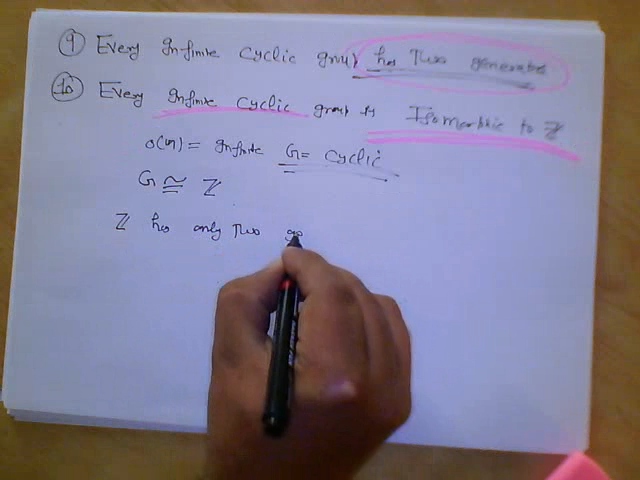 9 Every Infinite Cyclic group has Two generators
10 Every Infinite Cyclic group is Isomorphic to ℤ
O(G) = Infinite G = Cyclic
G ≅ ℤ
ℤ has only Two ge